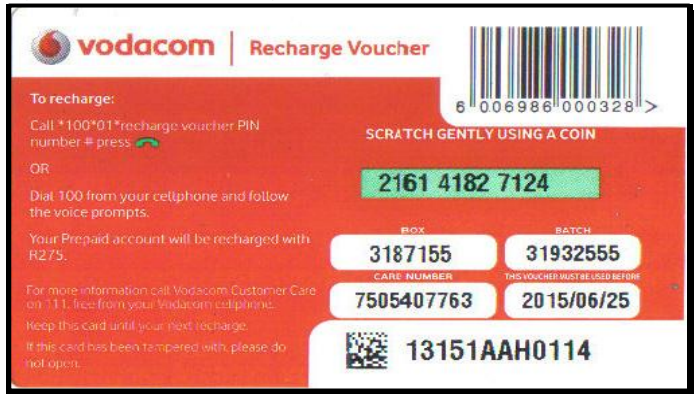 vodacom | Recharge Voucher
6 006986 000328 >
To recharge:
Call *100*01*recharge voucher PIN
number # press
OR
Dial 100 from your cellphone and follow
the voice prompts.
Your Prepaid account will be recharged with
R275.
For more information call Vodacom Customer Care
on 111, free from your Vodacom cellphone.
Keep this card until your next recharge.
If this card has been tampered with, please do
not open.
SCRATCH GENTLY USING A COIN
2161 4182 7124
BOX BATCH
3187155 31932555
CARD NUMBER THIS VOUCHER MUST BE USED BEFORE
7505407763 2015/06/25
13151AAH0114